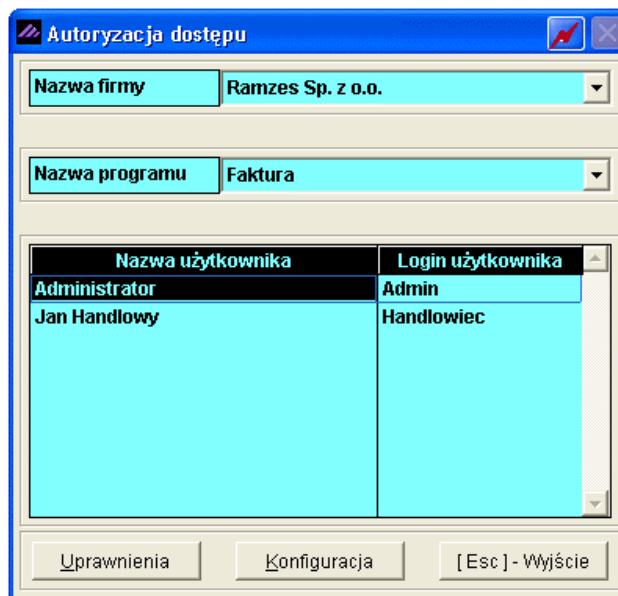 Autoryzacja dostępu
Nazwa firmy Ramzes Sp. z o.o.
Nazwa programu Faktura
Nazwa użytkownika Login użytkownika
Administrator Admin
Jan Handlowy Handlowiec
Uprawnienia Konfiguracja [ Esc ] - Wyjście